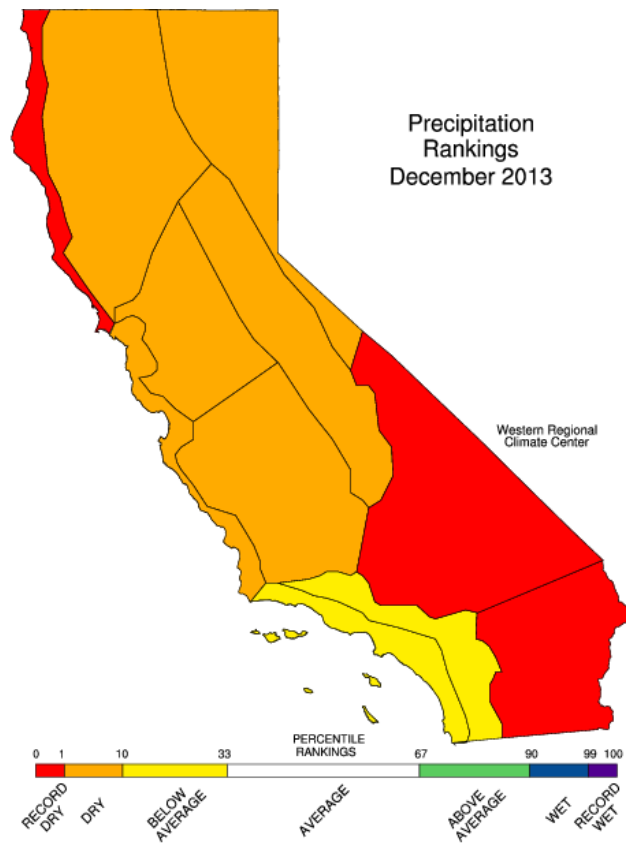 Precipitation
Rankings
December 2013
Western Regional
Climate Center
PERCENTILE
RANKINGS
0 1 10 33 67 90 99 100
RECORD
DRY
DRY
BELOW
AVERAGE
AVERAGE
ABOVE
AVERAGE
WET
RECORD
WET